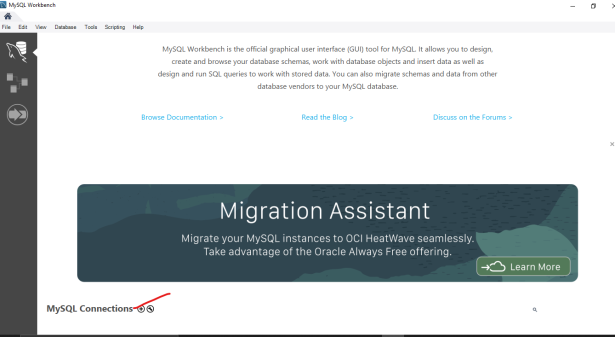 MySQL Workbench
File Edit View Database Tools Scripting Help
MySQL Workbench is the official graphical user interface (GUI) tool for MySQL. It allows you to design,
create and browse your database schemas, work with database objects and insert data as well as
design and run SQL queries to work with stored data. You can also migrate schemas and data from other
database vendors to your MySQL database.
Browse Documentation > Read the Blog > Discuss on the Forums >
Migration Assistant
Migrate your MySQL instances to OCI HeatWave seamlessly.
Take advantage of the Oracle Always Free offering.
Learn More
MySQL Connections